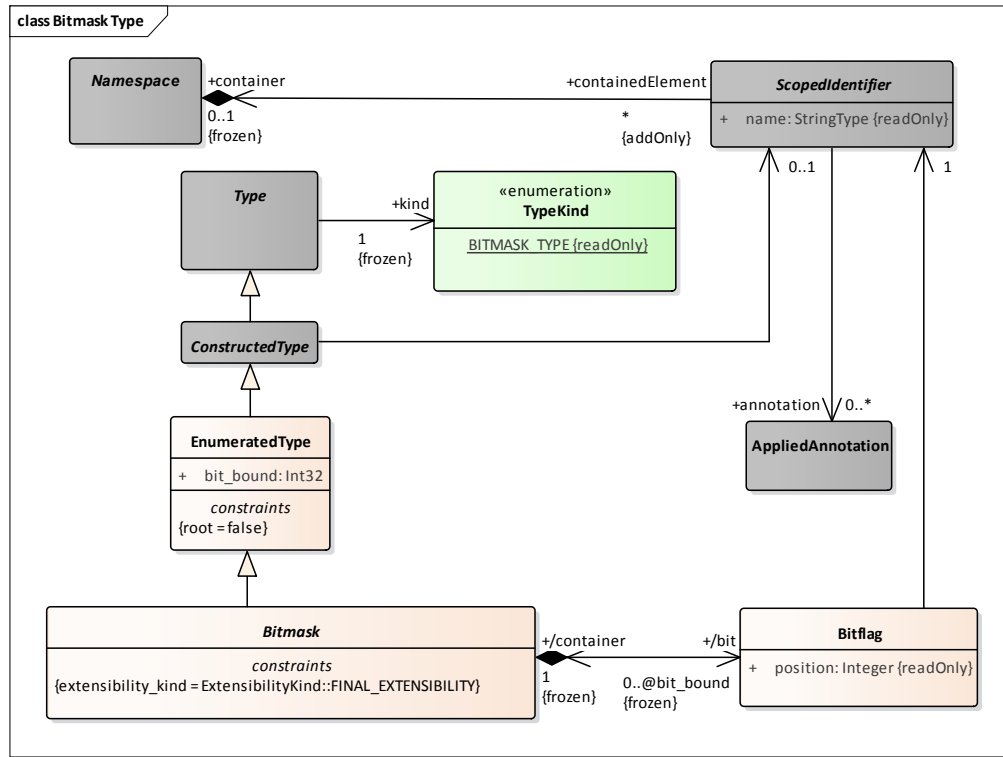 class Bitmask Type
Namespace
+container
0..1
{frozen}
+containedElement
*
{addOnly}
ScopedIdentifier
+ name: StringType {readOnly}
0..1
1
Type
+kind
1
{frozen}
«enumeration»
TypeKind
BITMASK_TYPE {readOnly}
ConstructedType
+annotation
0..*
AppliedAnnotation
EnumeratedType
+ bit_bound: Int32
constraints
{root = false}
Bitmask
constraints
{extensibility_kind = ExtensibilityKind::FINAL_EXTENSIBILITY}
+/container
1
{frozen}
+/bit
0..@bit_bound
{frozen}
Bitflag
+ position: Integer {readOnly}